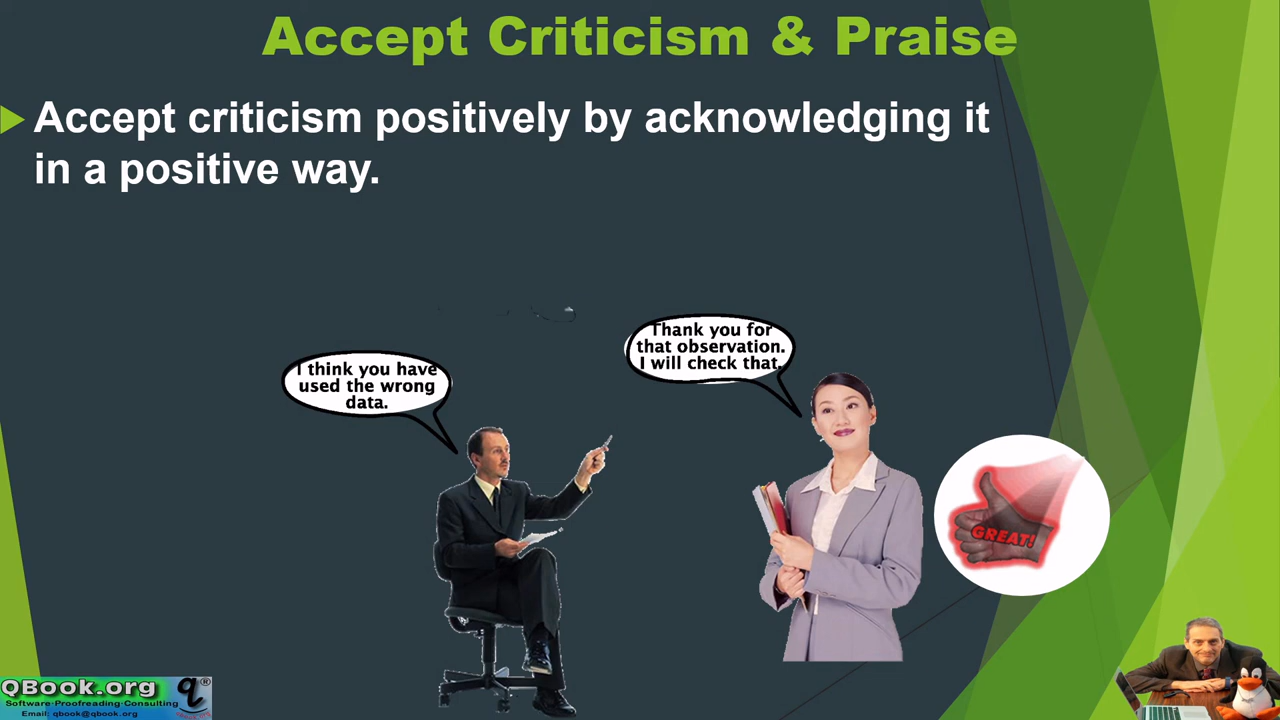 Accept Criticism & Praise
Accept criticism positively by acknowledging it
in a positive way.
I think you have
used the wrong
data.
Thank you for
that observation.
I will check that.
GREAT!
QBook.org
q®
Software·Proofreading·Consulting
Email: qbook@qbook.org